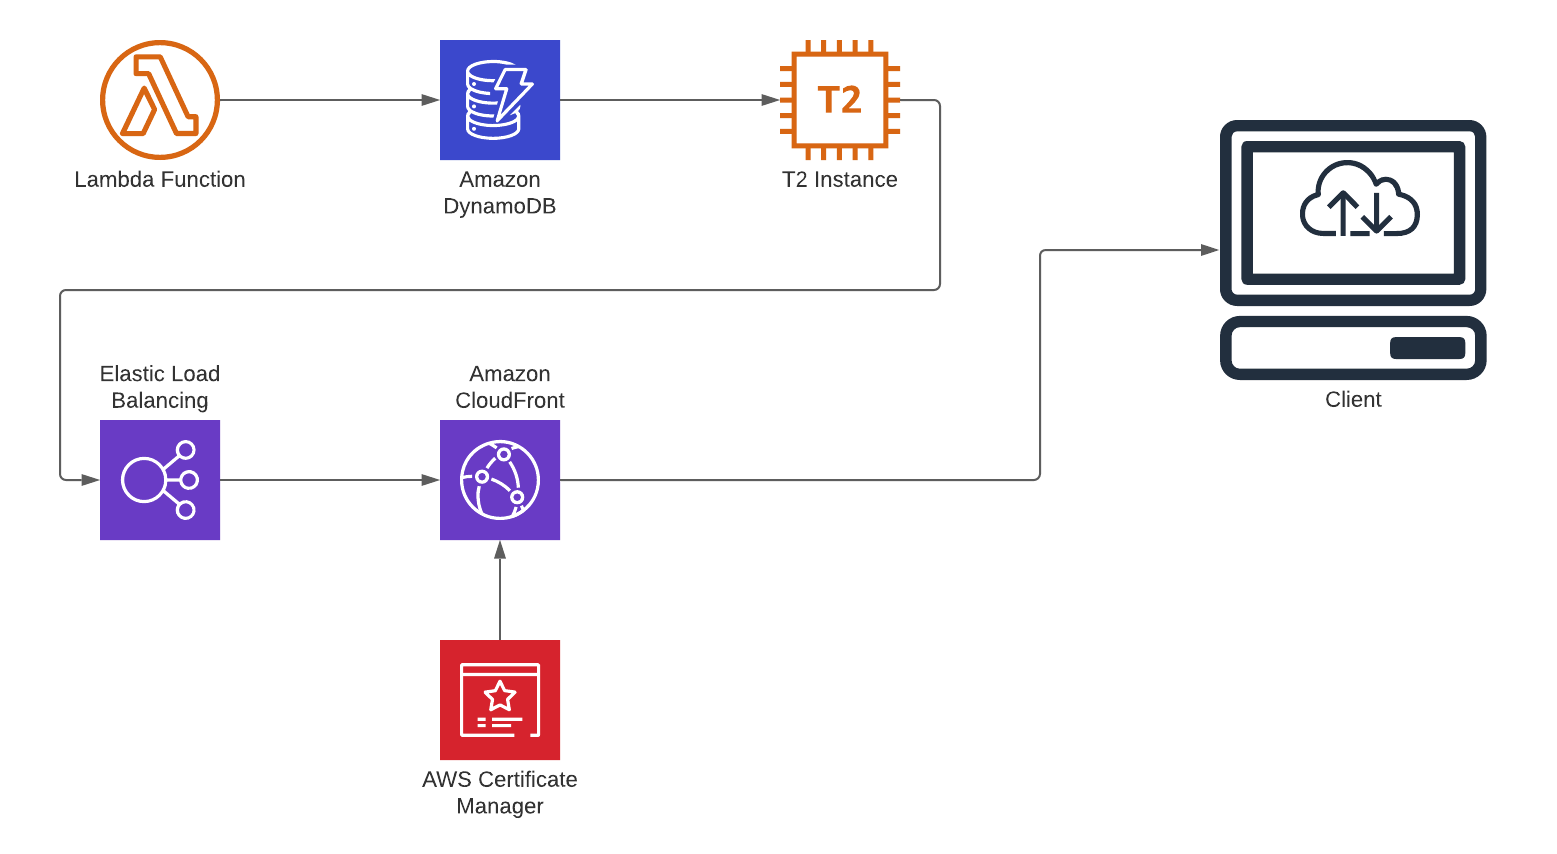 T2
Lambda Function
Amazon
DynamoDB
T2 Instance
Client
Elastic Load
Balancing
Amazon
CloudFront
AWS Certificate
Manager